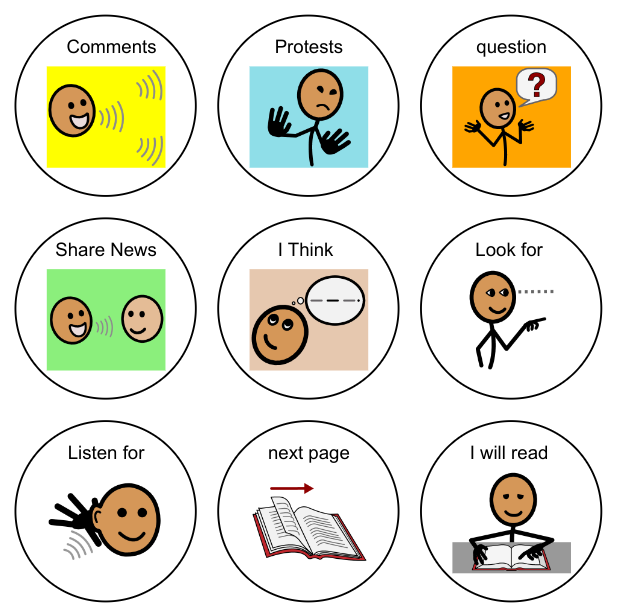 Comments
Protests
question
?
Share News
I Think
Look for
Listen for
next page
I will read